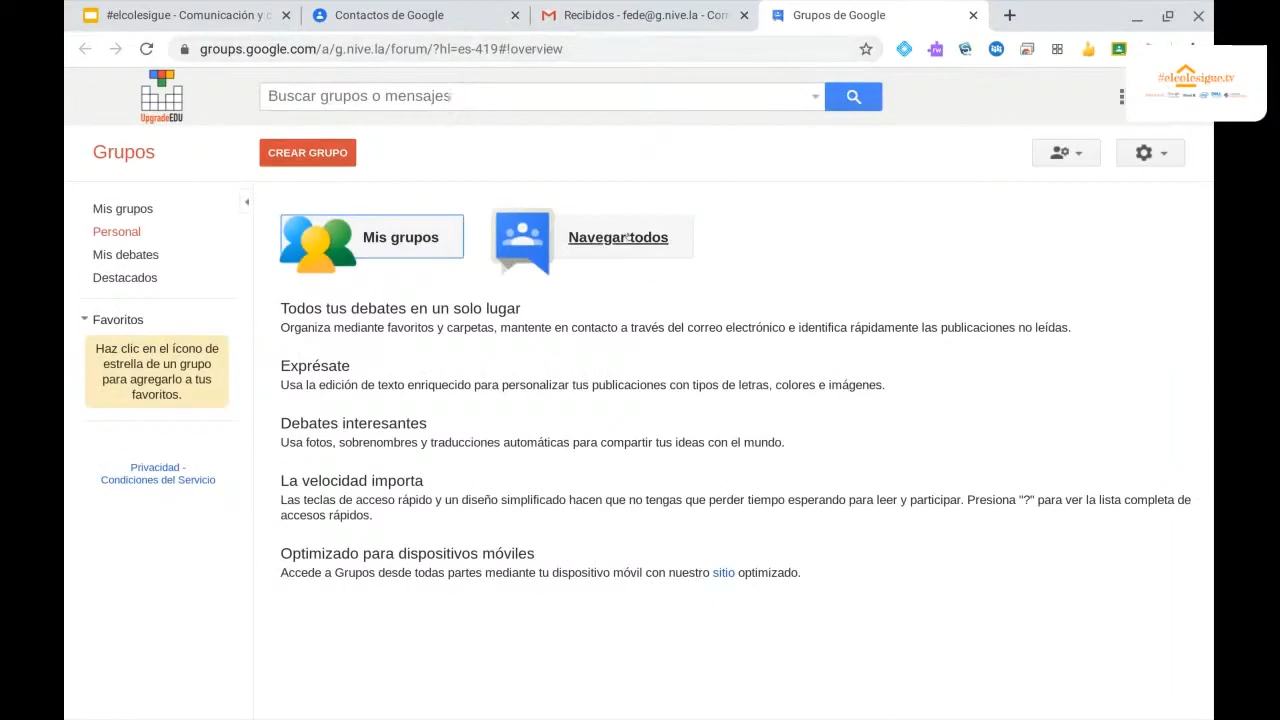 #elcolesigue - Comunicación y c
Contactos de Google
Recibidos - fede@g.nive.la - Corr
Grupos de Google
groups.google.com/a/g.nive.la/forum/?hl=es-419#!overview
#elcolesigue.tv
UpgradeEDU
Buscar grupos o mensajes
Grupos
CREAR GRUPO
Mis grupos
Personal
Mis debates
Destacados
Favoritos
Haz clic en el ícono de
estrella de un grupo
para agregarlo a tus
favoritos.
Privacidad -
Condiciones del Servicio
Mis grupos
Navegar todos
Todos tus debates en un solo lugar
Organiza mediante favoritos y carpetas, mantente en contacto a través del correo electrónico e identifica rápidamente las publicaciones no leídas.
Exprésate
Usa la edición de texto enriquecido para personalizar tus publicaciones con tipos de letras, colores e imágenes.
Debates interesantes
Usa fotos, sobrenombres y traducciones automáticas para compartir tus ideas con el mundo.
La velocidad importa
Las teclas de acceso rápido y un diseño simplificado hacen que no tengas que perder tiempo esperando para leer y participar. Presiona "?" para ver la lista completa de
accesos rápidos.
Optimizado para dispositivos móviles
Accede a Grupos desde todas partes mediante tu dispositivo móvil con nuestro sitio optimizado.